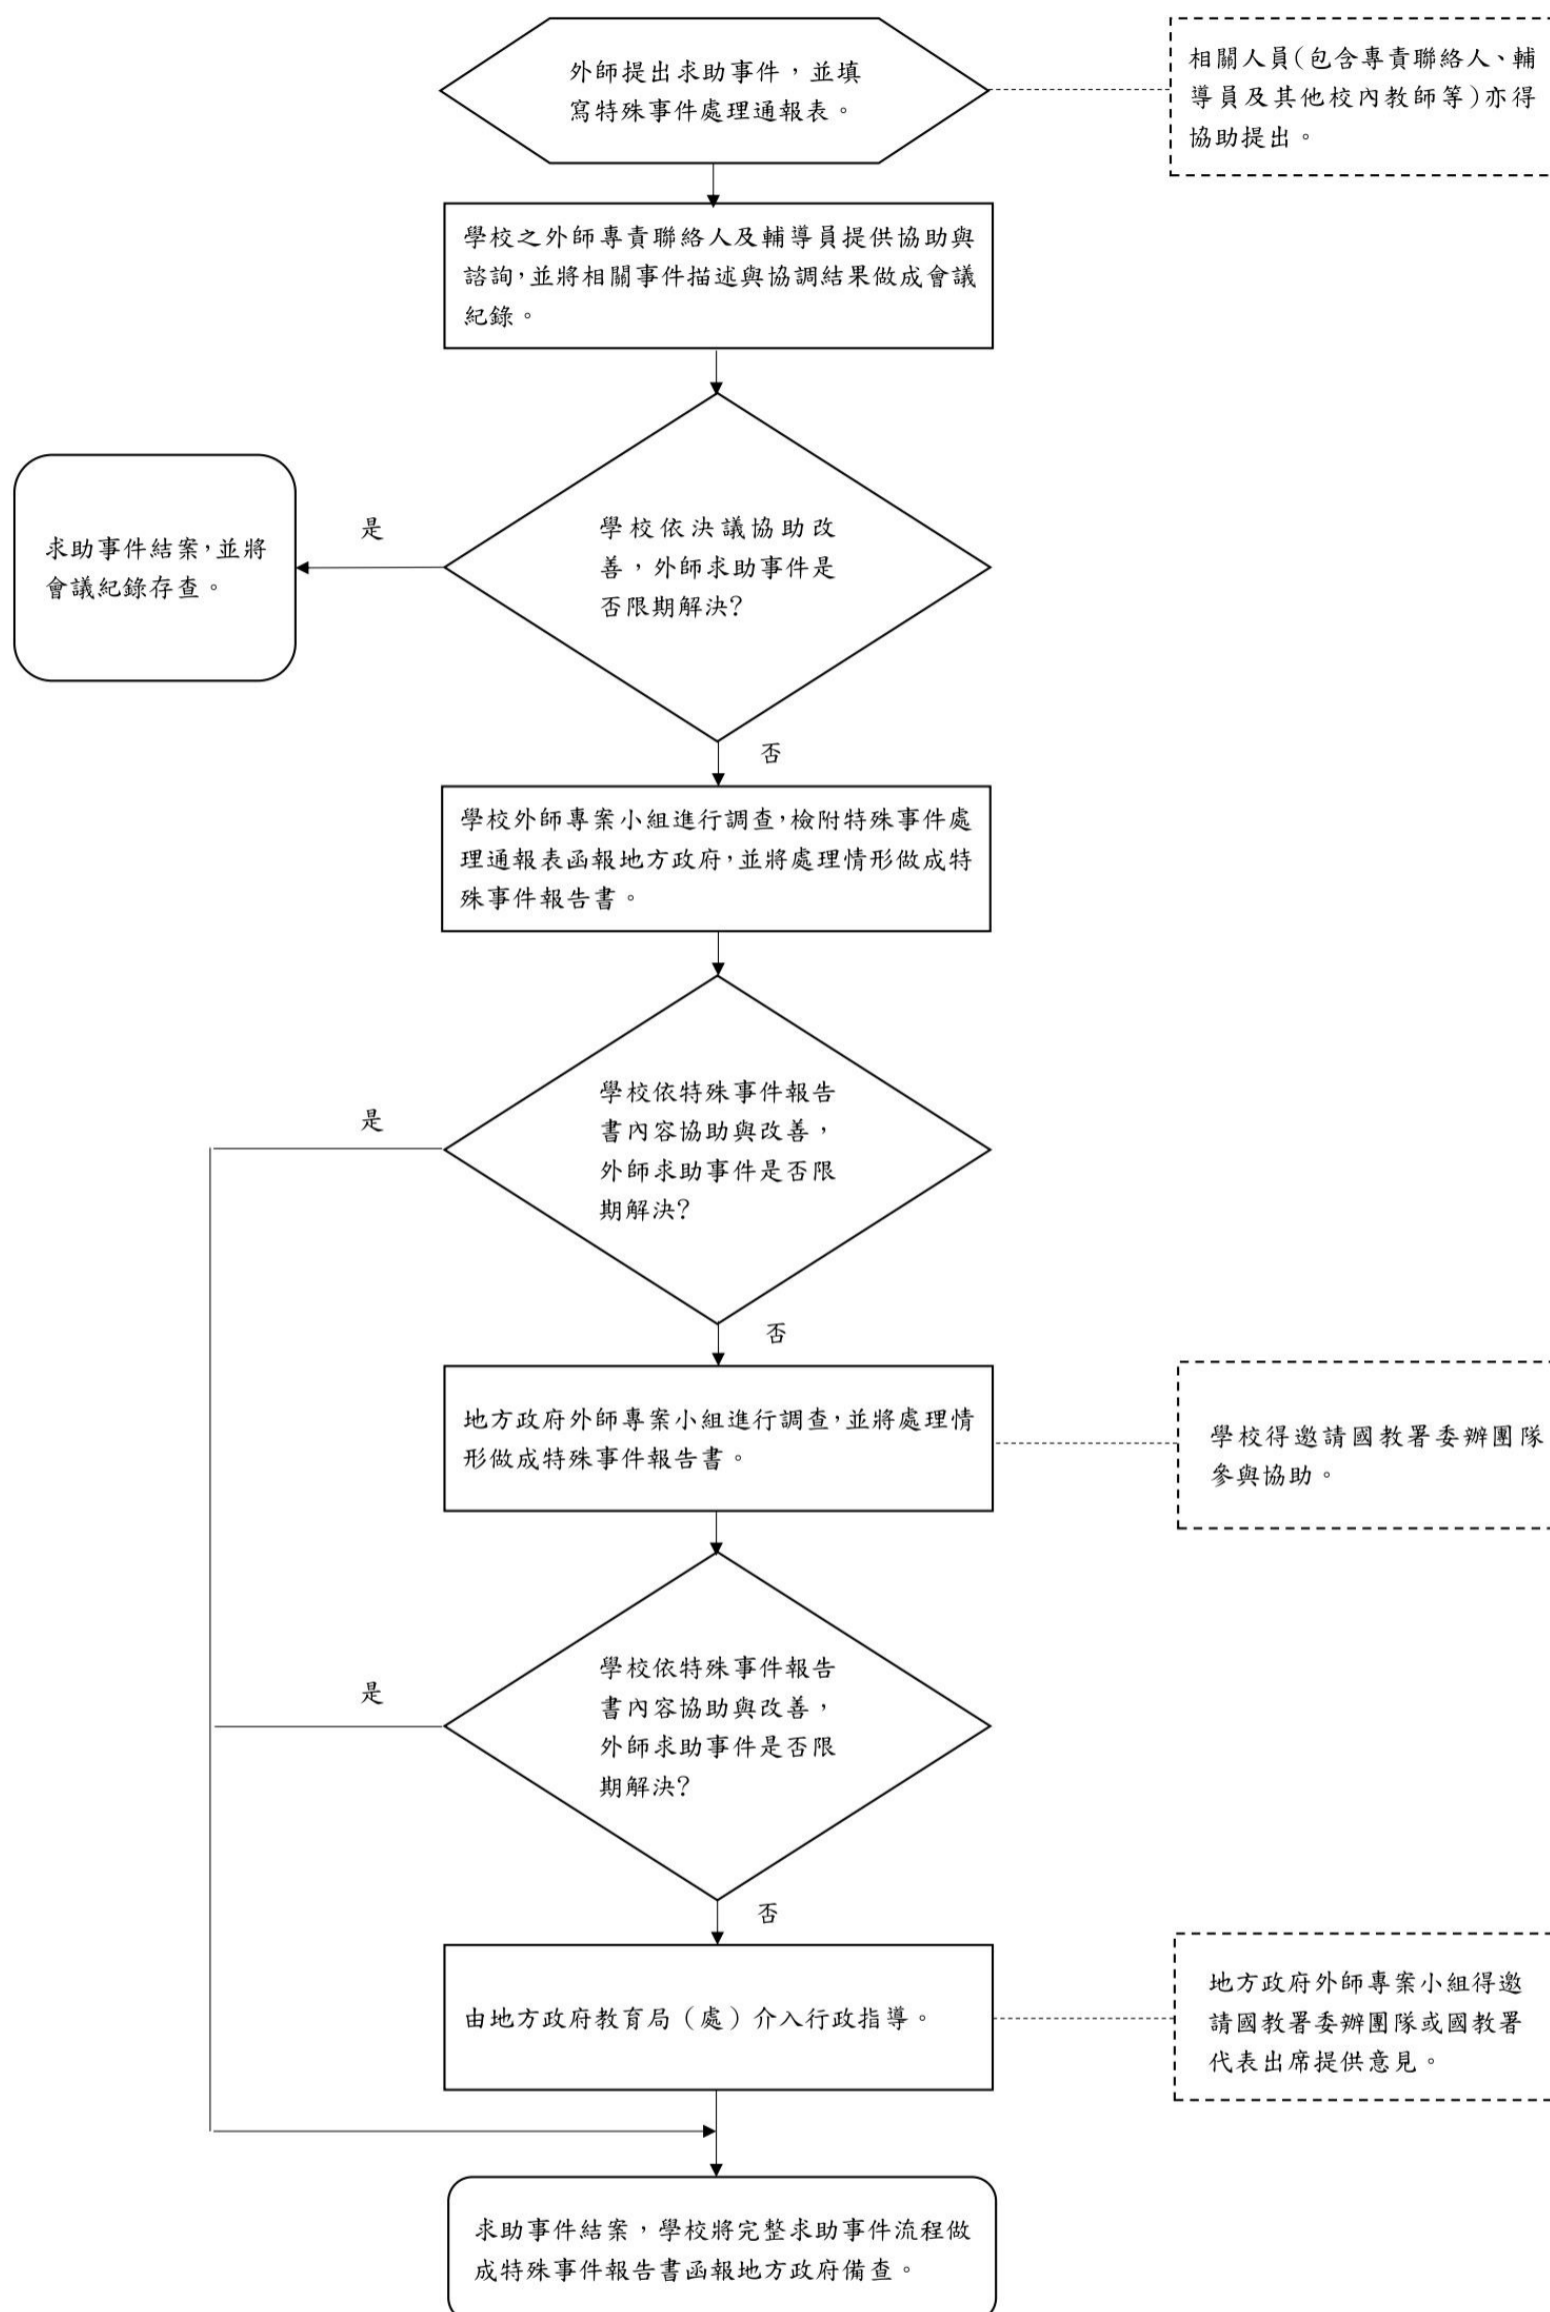 外師提出求助事件，並填
寫特殊事件處理通報表。
相關人員(包含專責聯絡人、輔
導員及其他校內教師等)亦得
協助提出。
學校之外師專責聯絡人及輔導員提供協助與
諮詢，並將相關事件描述與協調結果做成會議
紀錄。
學校依決議協助改
善，外師求助事件是
否限期解決?
是
求助事件結案，並將
會議紀錄存查。
否
學校外師專案小組進行調查，檢附特殊事件處
理通報表函報地方政府，並將處理情形做成特
殊事件報告書。
學校依特殊事件報告
書內容協助與改善，
外師求助事件是否限
期解決?
是
否
地方政府外師專案小組進行調查，並將處理情
形做成特殊事件報告書。
學校得邀請國教署委辦團隊
參與協助。
學校依特殊事件報告
書內容協助與改善，
外師求助事件是否限
期解決?
是
否
由地方政府教育局（處）介入行政指導。
地方政府外師專案小組得邀
請國教署委辦團隊或國教署
代表出席提供意見。
求助事件結案，學校將完整求助事件流程做
成特殊事件報告書函報地方政府備查。